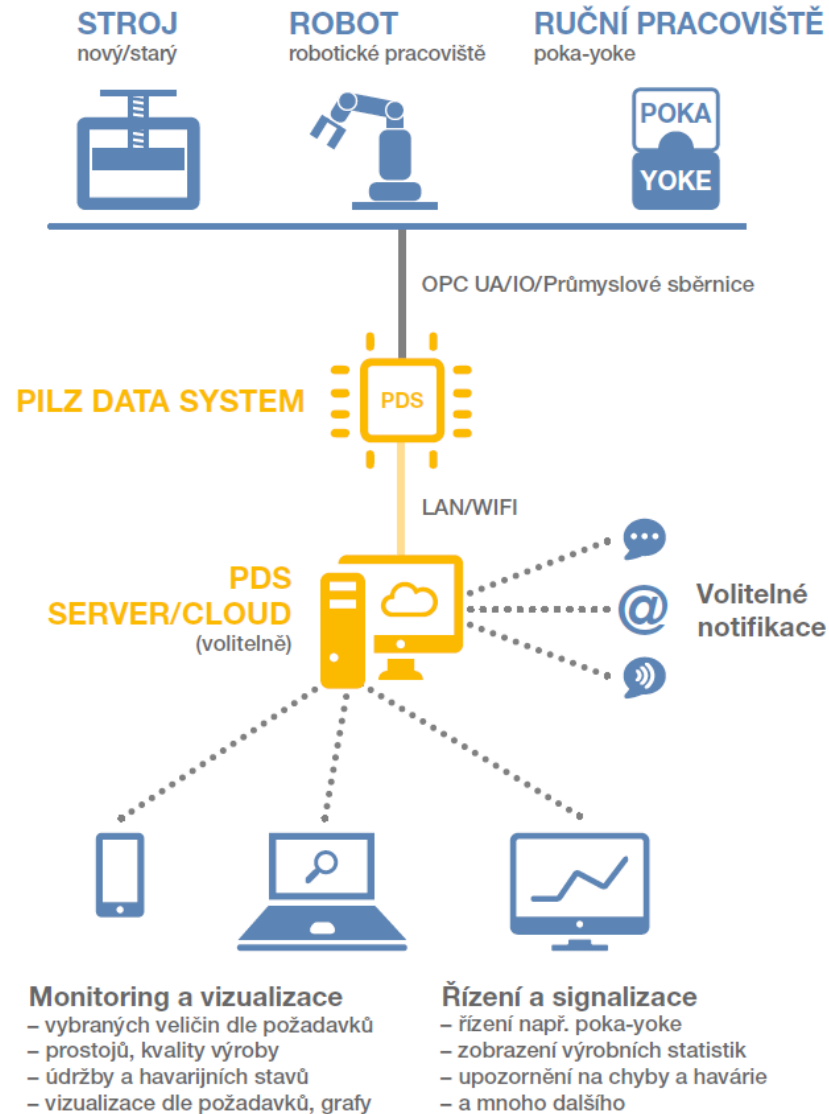 STROJ
nový/starý
ROBOT
robotické pracoviště
RUČNÍ PRACOVIŠTĚ
poka-yoke
POKA
YOKE
OPC UA/IO/Průmyslové sběrnice
PILZ DATA SYSTEM
PDS
LAN/WIFI
PDS
SERVER/CLOUD
(volitelně)
@
Volitelné
notifikace
Monitoring a vizualizace
– vybraných veličin dle požadavků
– prostojů, kvality výroby
– údržby a havarijních stavů
– vizualizace dle požadavků, grafy
Řízení a signalizace
– řízení např. poka-yoke
– zobrazení výrobních statistik
– upozornění na chyby a havárie
– a mnoho dalšího